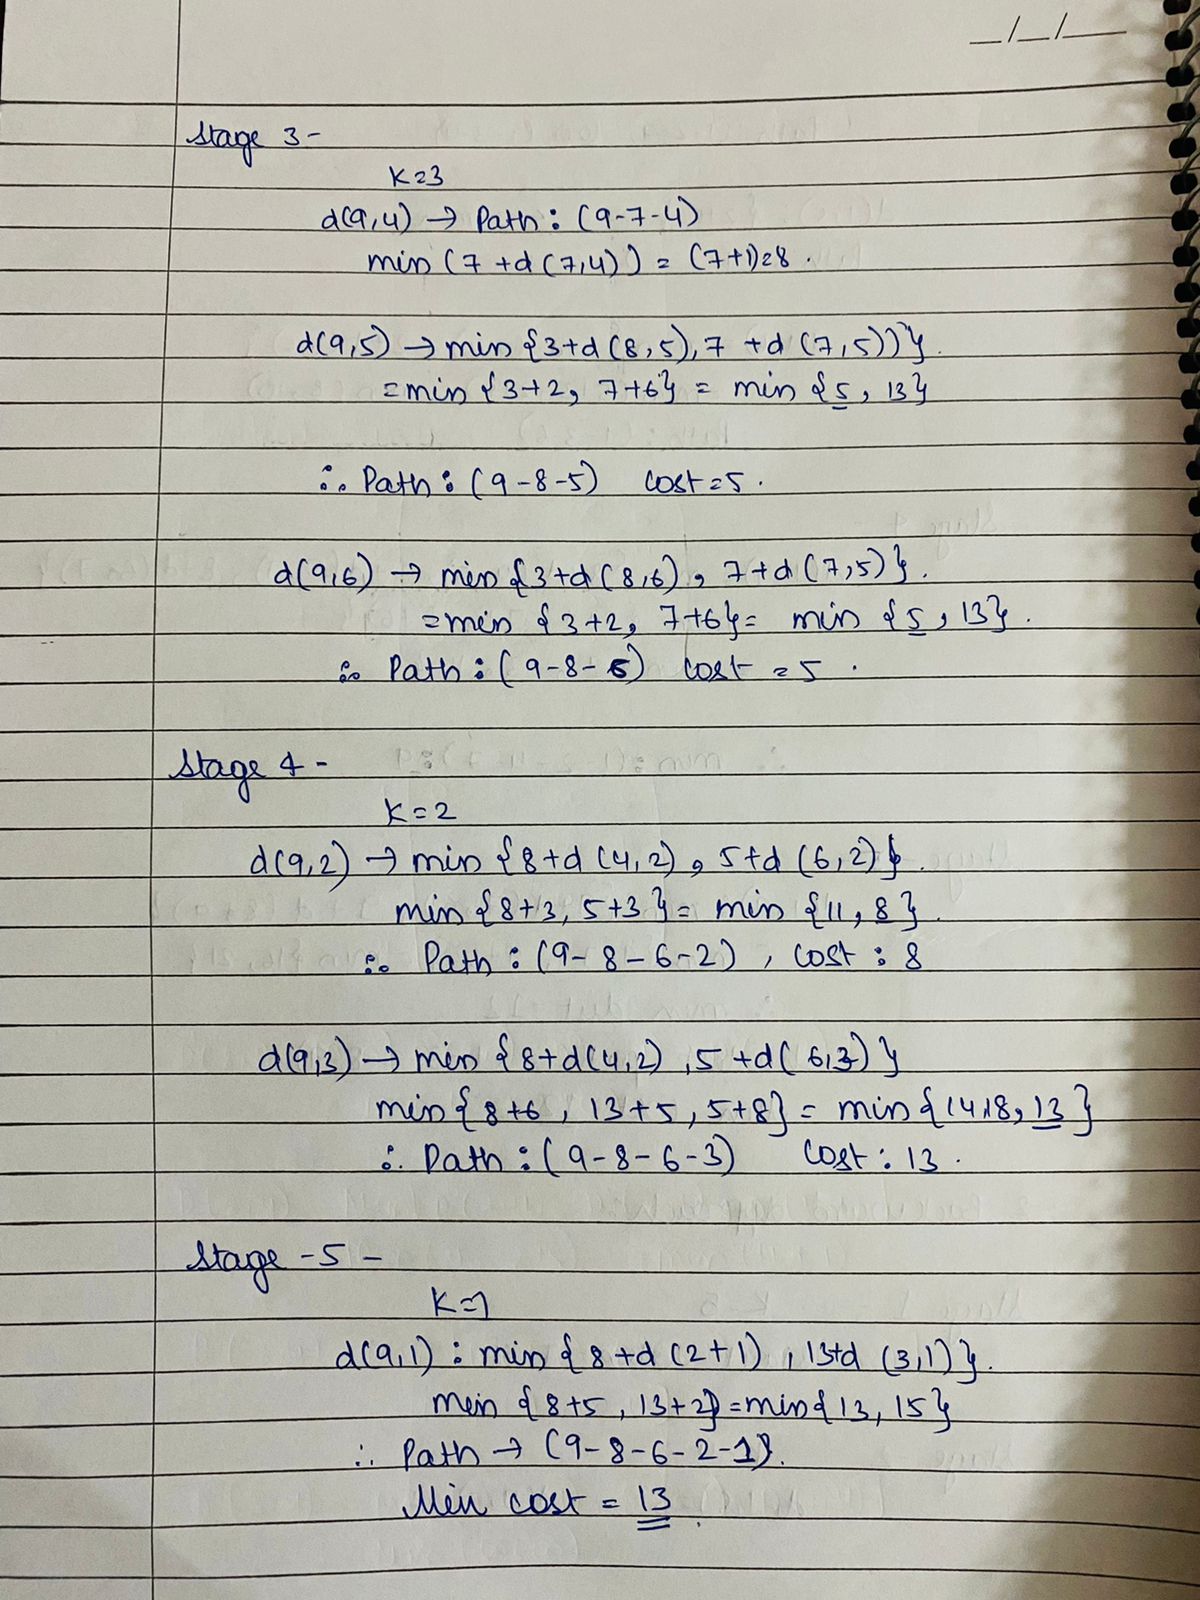 __/__/___
Stage 3 -
K=3
d(9,4) → Path : (9-7-4)
min (7 + d (7,4)) = (7+1)=8 .
d(9,5) → min {3+d(8,5), 7 + d(7,5))}.
= min {3+2, 7+6} = min {5, 13}
∴ Path : (9-8-5) cost = 5 .
d(9,6) → min {3+d(8,6), 7+d(7,5)}.
= min {3+2, 7+6} = min {5, 13} .
∴ Path : (9-8-6) cost = 5 .
Stage 4 -
K = 2
d(9,2) → min {8+d(4,2), 5+d(6,2)}.
min {8+3, 5+3} = min {11, 8} .
∴ Path : (9-8-6-2) , cost : 8
d(9,3) → min {8+d(4,2) , 5 +d(6,3)}
min {8+6 , 13+5, 5+8} = min {14,18, 13}
∴ Path : (9-8-6-3) cost : 13 .
Stage -5 -
K=1
d(9,1) : min {8+d(2+1) , 13+d (3,1)}.
min {8+5 , 13+2} = min {13, 15}
∴ Path → (9-8-6-2-1).
Min cost = 13 .